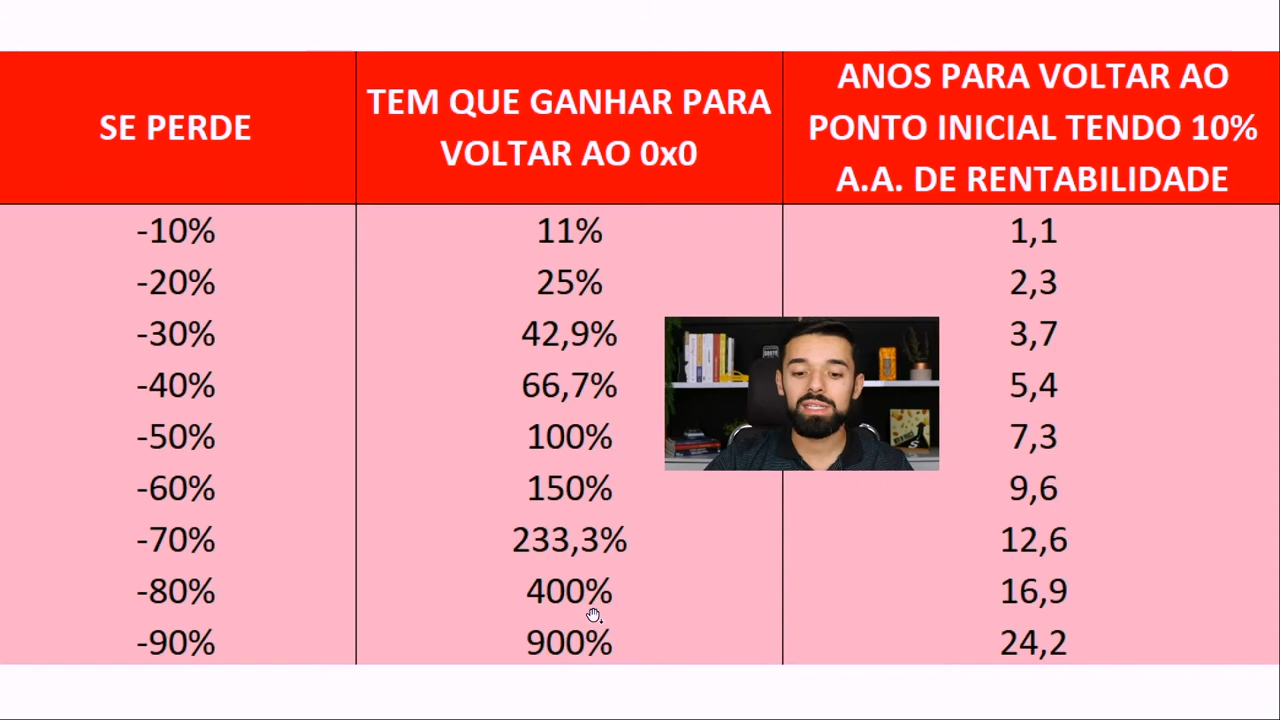 SE PERDE
TEM QUE GANHAR PARA
VOLTAR AO 0x0
ANOS PARA VOLTAR AO
PONTO INICIAL TENDO 10%
A.A. DE RENTABILIDADE
-10% 11% 1,1
-20% 25% 2,3
-30% 42,9% 3,7
-40% 66,7% 5,4
-50% 100% 7,3
-60% 150% 9,6
-70% 233,3% 12,6
-80% 400% 16,9
-90% 900% 24,2